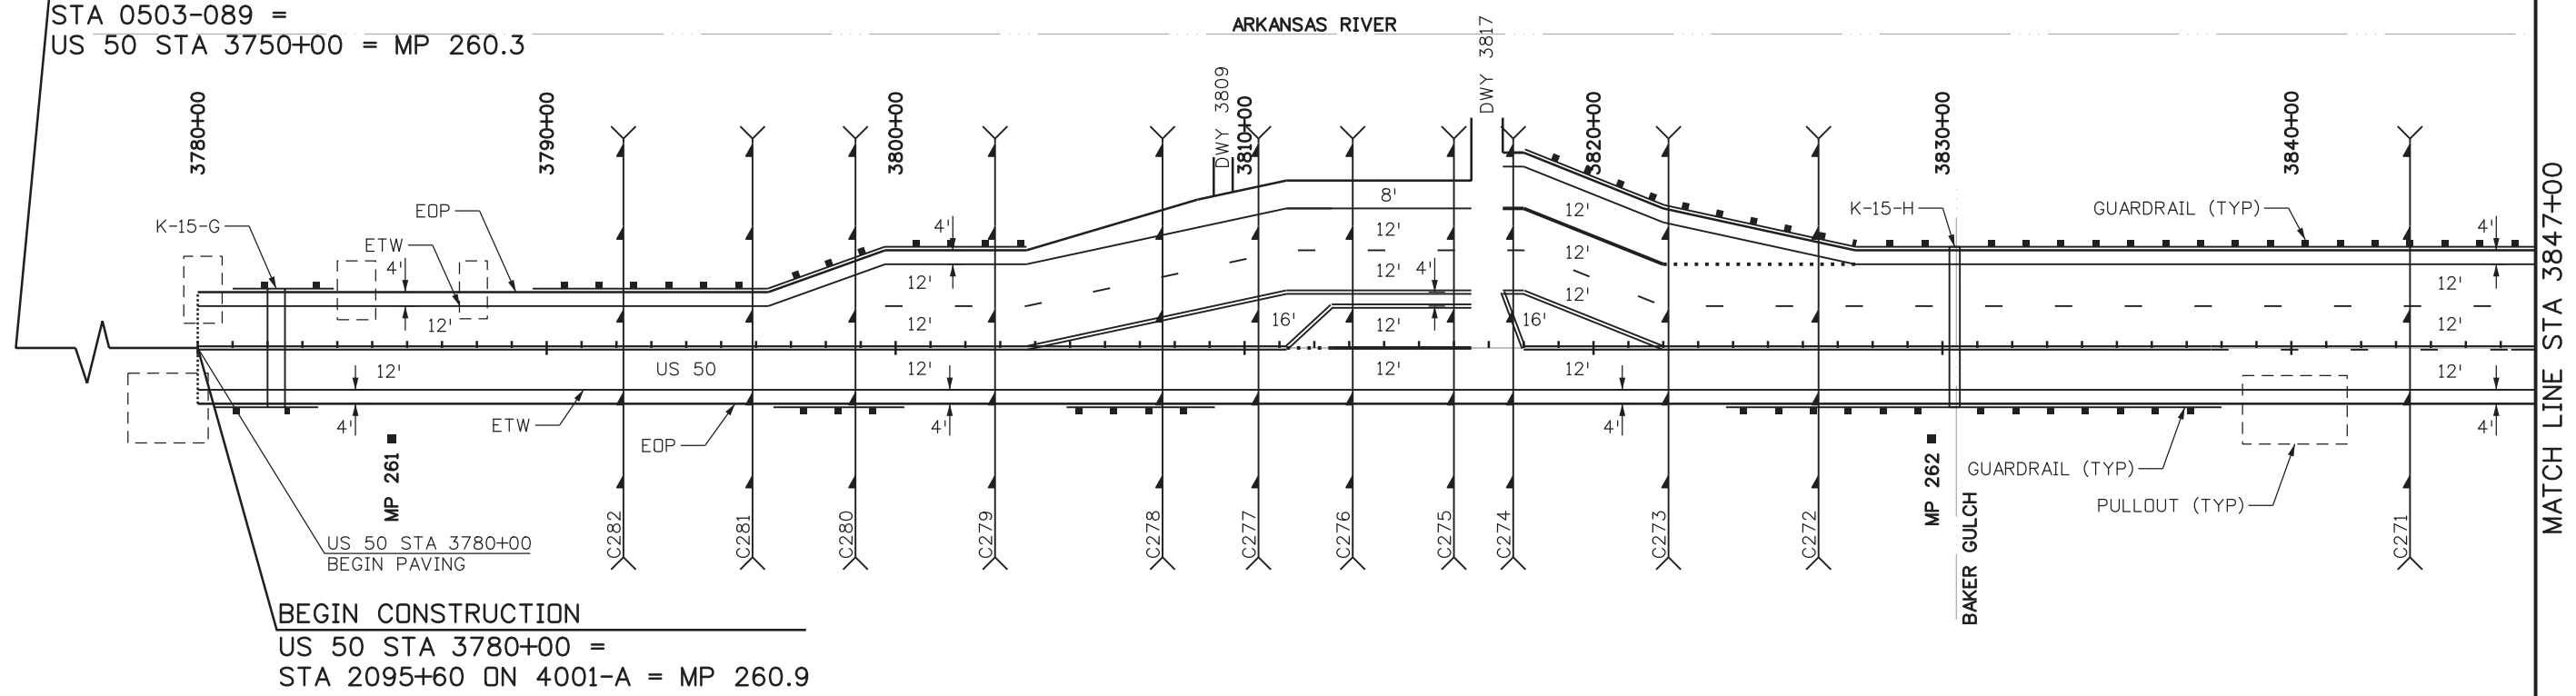 STA 0503-089 =
US 50 STA 3750+00 = MP 260.3
ARKANSAS RIVER
DWY 3817
DWY 3809
3780+00
3790+00
3800+00
3810+00
3820+00
3830+00
3840+00
K-15-G
EOP
ETW
4'
12'
4'
12'
12'
8'
12'
12'
4'
16'
12'
16'
12'
12'
12'
K-15-H
GUARDRAIL (TYP)
4'
12'
12'
MATCH LINE STA 3847+00
12'
US 50
12'
12'
12'
12'
4'
ETW
EOP
4'
4'
4'
MP 261
MP 262
GUARDRAIL (TYP)
PULLOUT (TYP)
BAKER GULCH
C282
C281
C280
C279
C278
C277
C276
C275
C274
C273
C272
C271
US 50 STA 3780+00
BEGIN PAVING
BEGIN CONSTRUCTION
US 50 STA 3780+00 =
STA 2095+60 ON 4001-A = MP 260.9